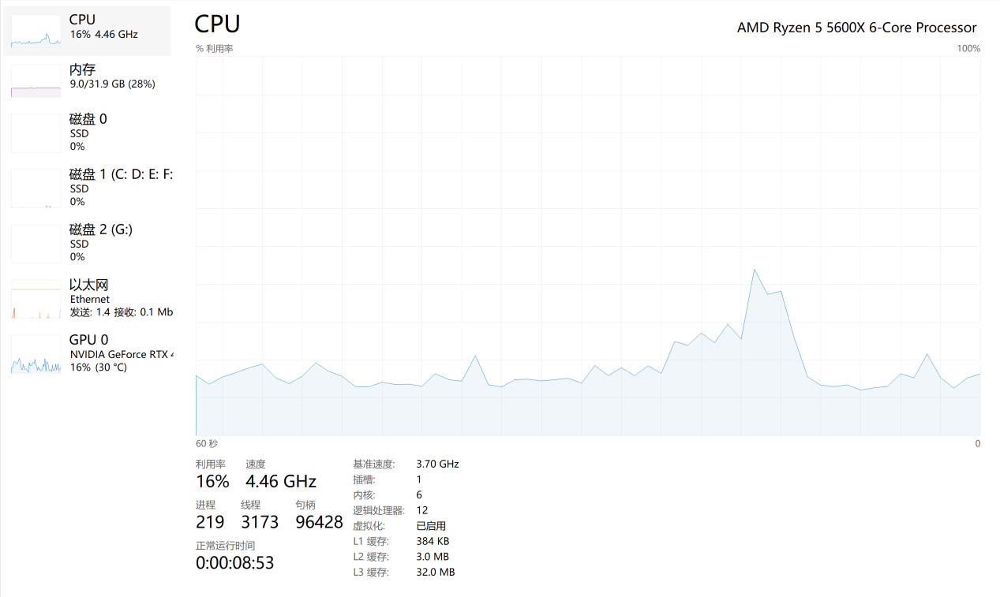 CPU
16% 4.46 GHz
内存
9.0/31.9 GB (28%)
磁盘 0
SSD
0%
磁盘 1 (C: D: E: F:
SSD
0%
磁盘 2 (G:)
SSD
0%
以太网
Ethernet
发送: 1.4 接收: 0.1 Mb
GPU 0
NVIDIA GeForce RTX
16% (30 °C)
CPU
AMD Ryzen 5 5600X 6-Core Processor
% 利用率
100%
60 秒
0
利用率
速度
16%
4.46 GHz
进程
线程
句柄
219
3173
96428
正常运行时间
0:00:08:53
基准速度: 3.70 GHz
插槽: 1
内核: 6
逻辑处理器: 12
虚拟化: 已启用
L1 缓存: 384 KB
L2 缓存: 3.0 MB
L3 缓存: 32.0 MB